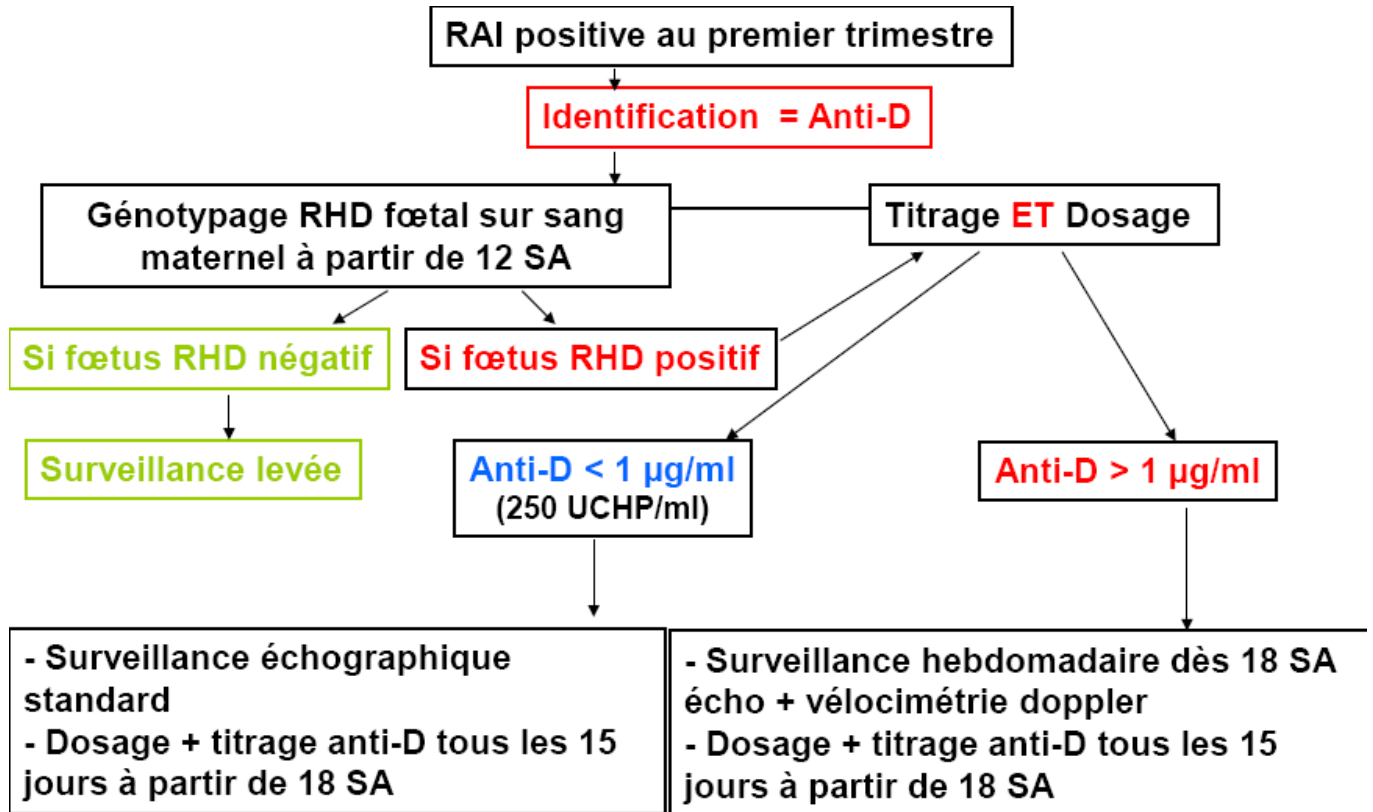 RAI positive au premier trimestre
Identification = Anti-D
Génotypage RHD fœtal sur sang
maternel à partir de 12 SA
Titrage ET Dosage
Si fœtus RHD négatif
Si fœtus RHD positif
Surveillance levée
Anti-D < 1 µg/ml
(250 UCHP/ml)
Anti-D > 1 µg/ml
- Surveillance échographique
standard
- Dosage + titrage anti-D tous les 15
jours à partir de 18 SA
- Surveillance hebdomadaire dès 18 SA
écho + vélocimétrie doppler
- Dosage + titrage anti-D tous les 15
jours à partir de 18 SA